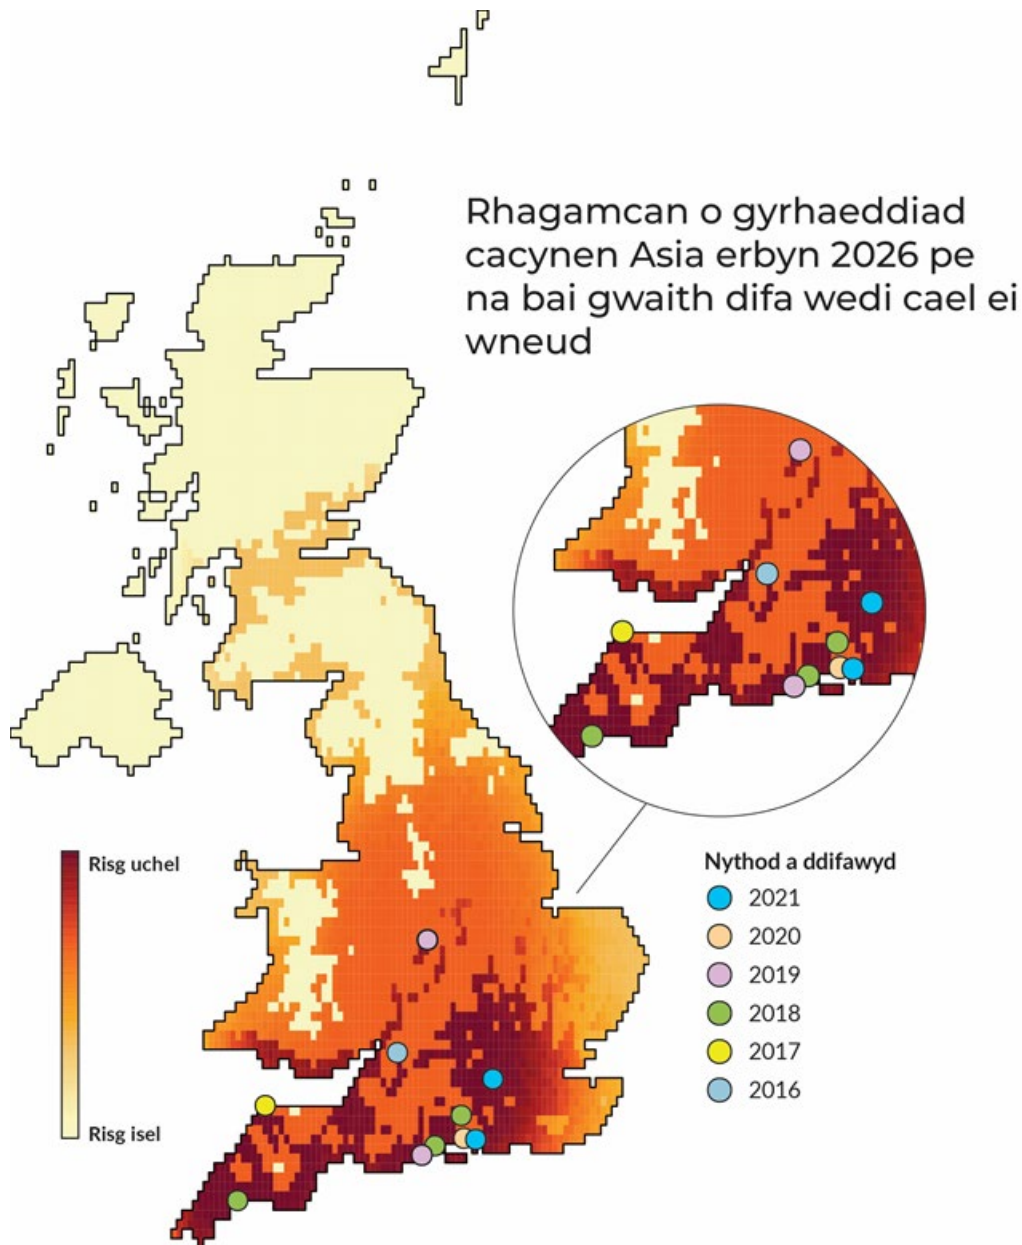 Rhagamcan o gyrhaeddiad
cacynen Asia erbyn 2026 pe
na bai gwaith difa wedi cael ei
wneud
Risg uchel
Risg isel
Nythod a ddifawyd
2021
2020
2019
2018
2017
2016